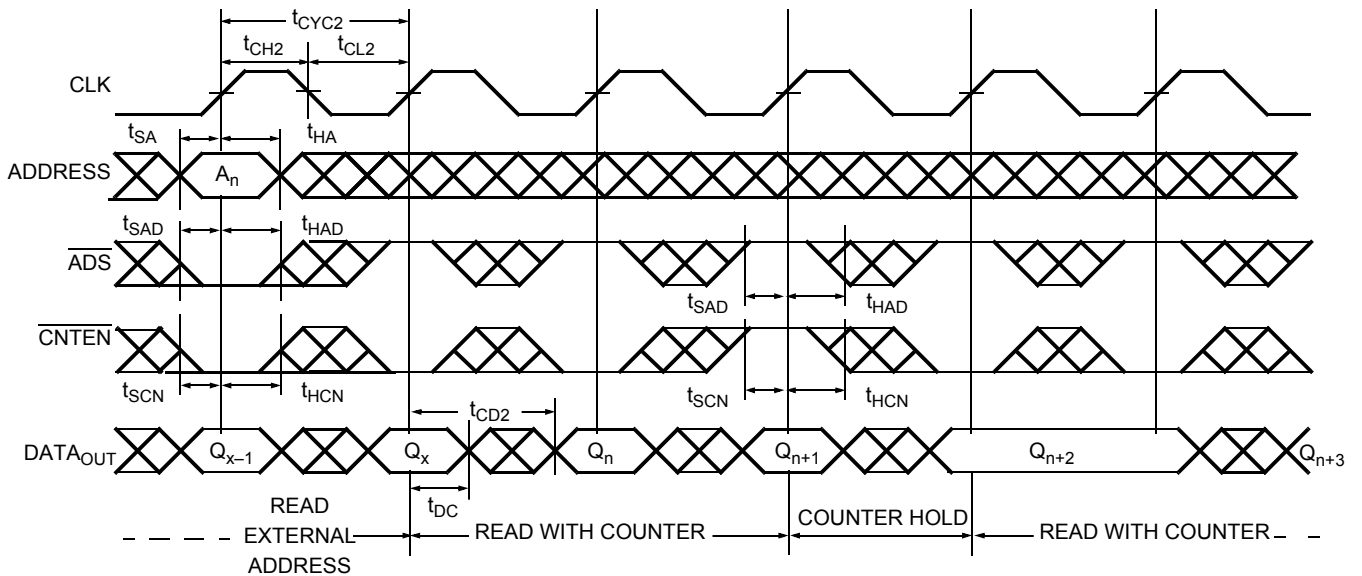 tCYC2
tCH2 tCL2
CLK
tSA tHA
ADDRESS An
tSAD tHAD
ADS
tSAD tHAD
CNTEN
tSCN tHCN tSCN tHCN
tCD2
DATAOUT Qx–1 Qx Qn Qn+1 Qn+2 Qn+3
tDC
READ EXTERNAL ADDRESS
READ WITH COUNTER COUNTER HOLD READ WITH COUNTER